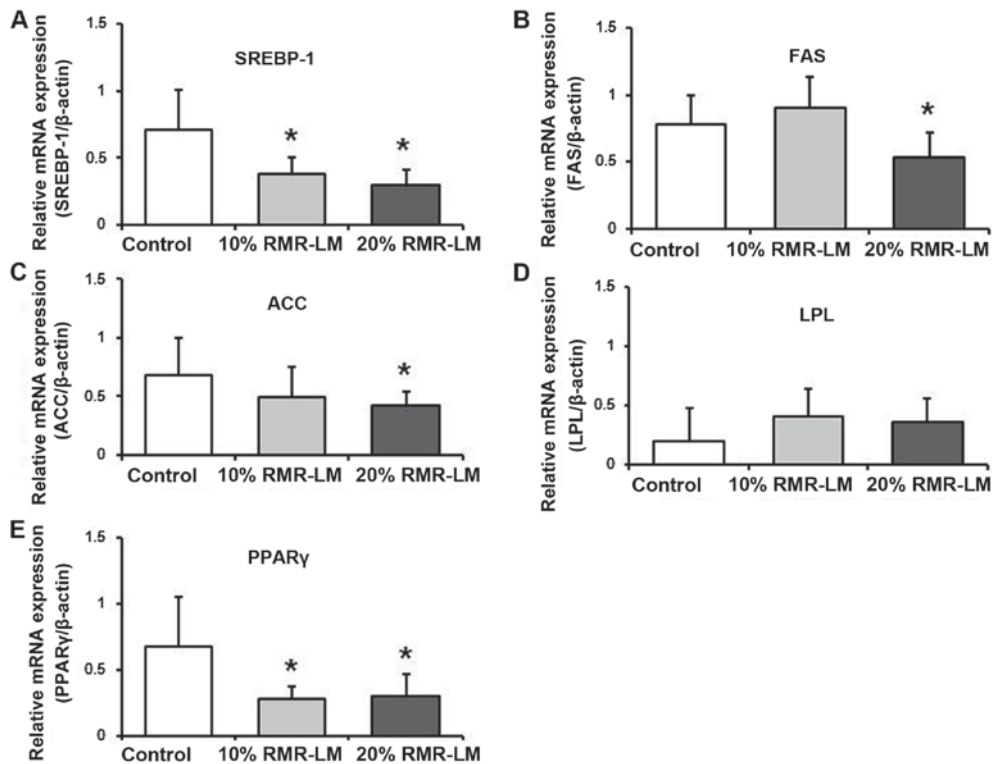 A
Relative mRNA expression
(SREBP-1/β-actin)
1.5
1
0.5
0
SREBP-1
*
*
Control
10% RMR-LM
20% RMR-LM
B
Relative mRNA expression
(FAS/β-actin)
1.5
1
0.5
0
FAS
*
Control
10% RMR-LM
20% RMR-LM
C
Relative mRNA expression
(ACC/β-actin)
1.5
1
0.5
0
ACC
*
Control
10% RMR-LM
20% RMR-LM
D
Relative mRNA expression
(LPL/β-actin)
1.5
1
0.5
0
LPL
Control
10% RMR-LM
20% RMR-LM
E
Relative mRNA expression
(PPARγ/β-actin)
1.5
1
0.5
0
PPARγ
*
*
Control
10% RMR-LM
20% RMR-LM